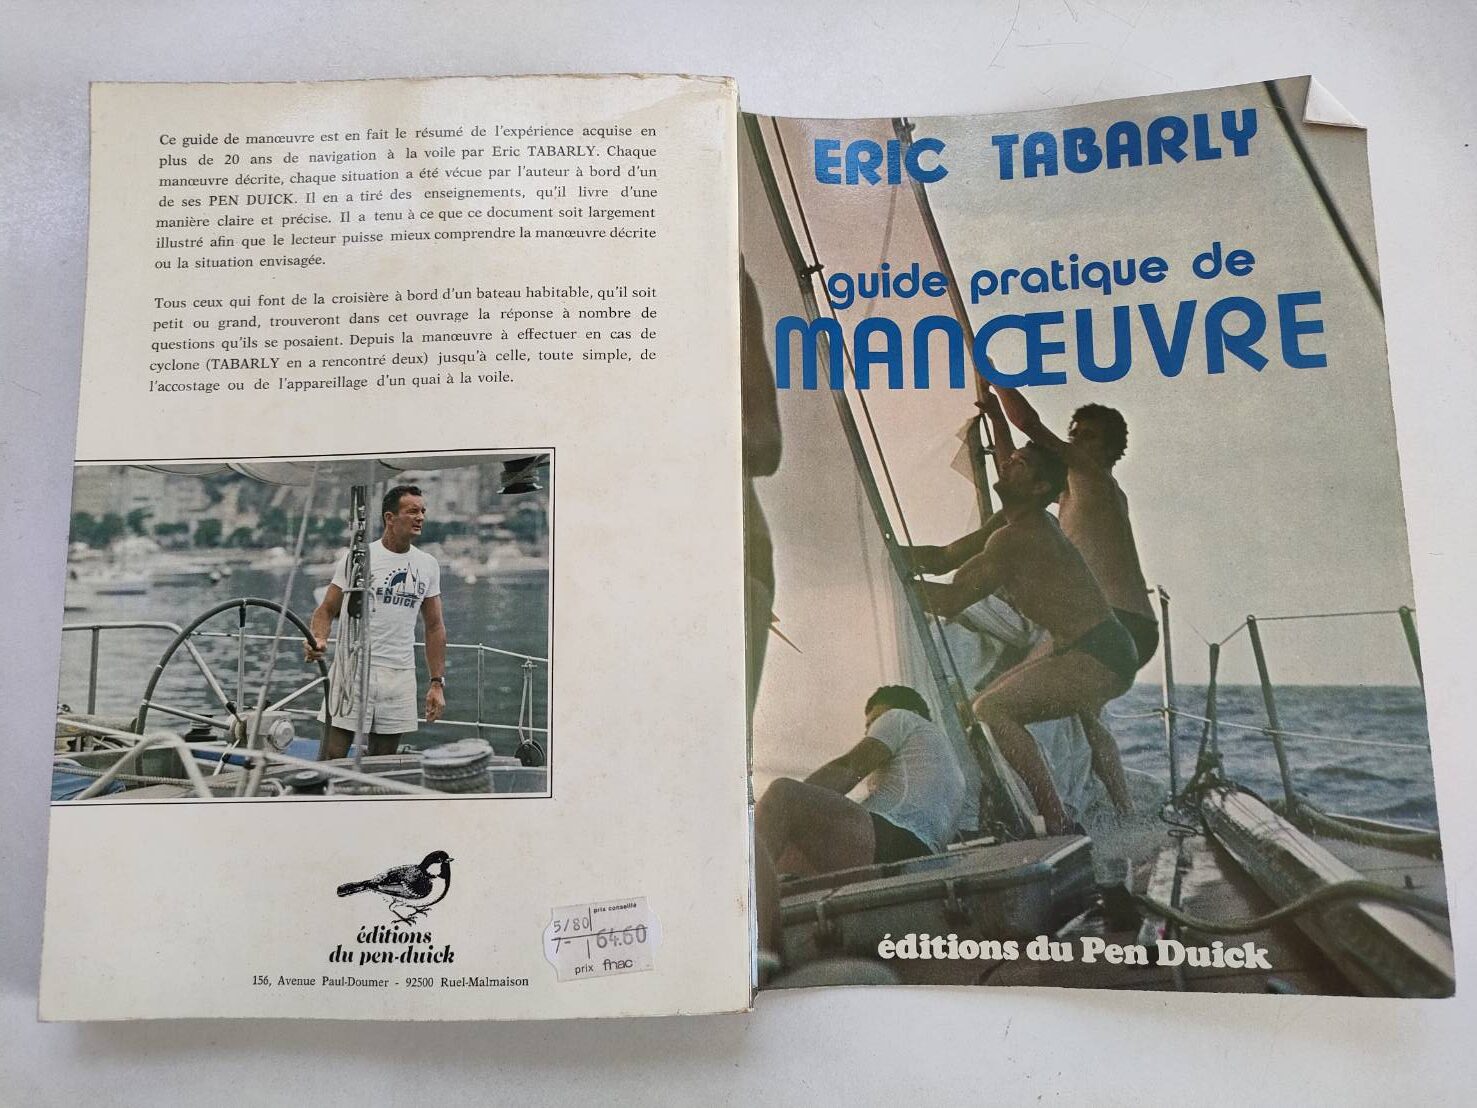 Ce guide de manœuvre est en fait le résumé de l'expérience acquise en
plus de 20 ans de navigation à la voile par Eric TABARLY. Chaque
manœuvre décrite, chaque situation a été vécue par l'auteur à bord d'un
de ses PEN DUICK. Il en a tiré des enseignements, qu'il livre d'une
manière claire et précise. Il a tenu à ce que ce document soit largement
illustré afin que le lecteur puisse mieux comprendre la manœuvre décrite
ou la situation envisagée.
Tous ceux qui font de la croisière à bord d'un bateau habitable, qu'il soit
petit ou grand, trouveront dans cet ouvrage la réponse à nombre de
questions qu'ils se posaient. Depuis la manœuvre à effectuer en cas de
cyclone (TABARLY en a rencontré deux) jusqu'à celle, toute simple, de
l'accostage ou de l'appareillage d'un quai à la voile.
PEN 6
DUICK
éditions
du pen-duick
156, Avenue Paul-Doumer - 92500 Ruel-Malmaison
prix conseillé
5/80 64.60
7-
prix fnac
ERIC TABARLY
guide pratique de
MANŒUVRE
éditions du Pen Duick